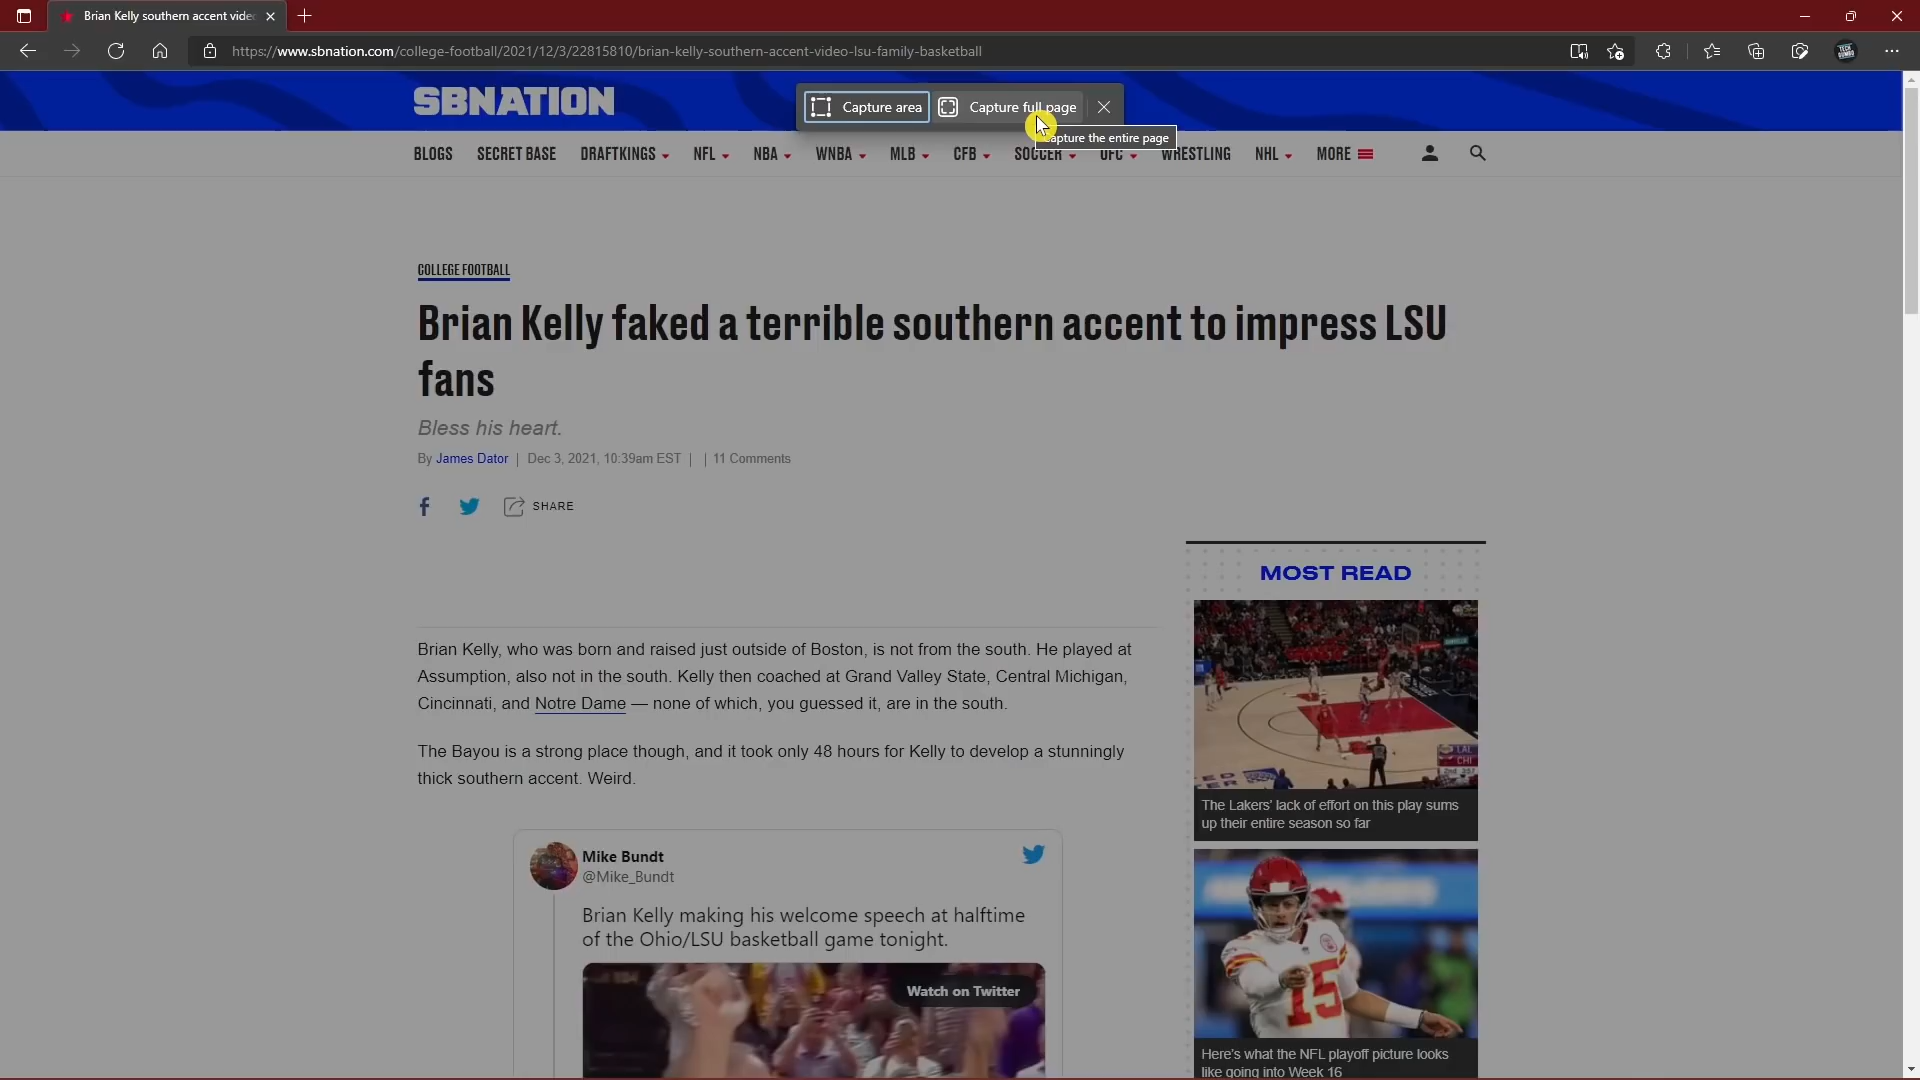 Brian Kelly southern accent vide
https://www.sbnation.com/college-football/2021/12/3/22815810/brian-kelly-southern-accent-video-lsu-family-basketball
TECH GUMBO
SBNATION
Capture area
Capture full page
Capture the entire page
BLOGS SECRET BASE DRAFTKINGS NFL NBA WNBA MLB CFB SOCCER UFC WRESTLING NHL MORE
COLLEGE FOOTBALL
Brian Kelly faked a terrible southern accent to impress LSU
fans
Bless his heart.
By James Dator | Dec 3, 2021, 10:39am EST | | 11 Comments
SHARE
Brian Kelly, who was born and raised just outside of Boston, is not from the south. He played at
Assumption, also not in the south. Kelly then coached at Grand Valley State, Central Michigan,
Cincinnati, and Notre Dame — none of which, you guessed it, are in the south.
The Bayou is a strong place though, and it took only 48 hours for Kelly to develop a stunningly
thick southern accent. Weird.
Mike Bundt
@Mike_Bundt
Brian Kelly making his welcome speech at halftime
of the Ohio/LSU basketball game tonight.
Watch on Twitter
MOST READ
LAL
CHI
The Lakers' lack of effort on this play sums
up their entire season so far
15
Here's what the NFL playoff picture looks
like going into Week 16